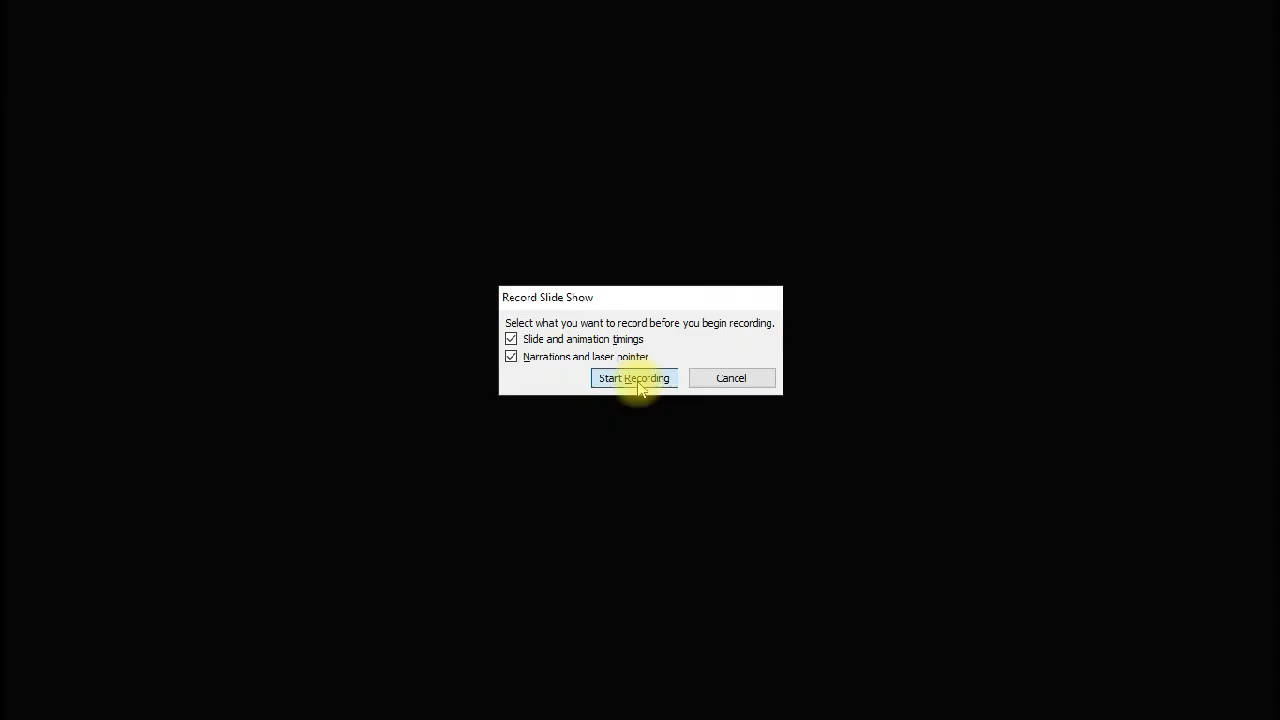 Record Slide Show
Select what you want to record before you begin recording.
Slide and animation timings
Narrations and laser pointer
Start Recording
Cancel